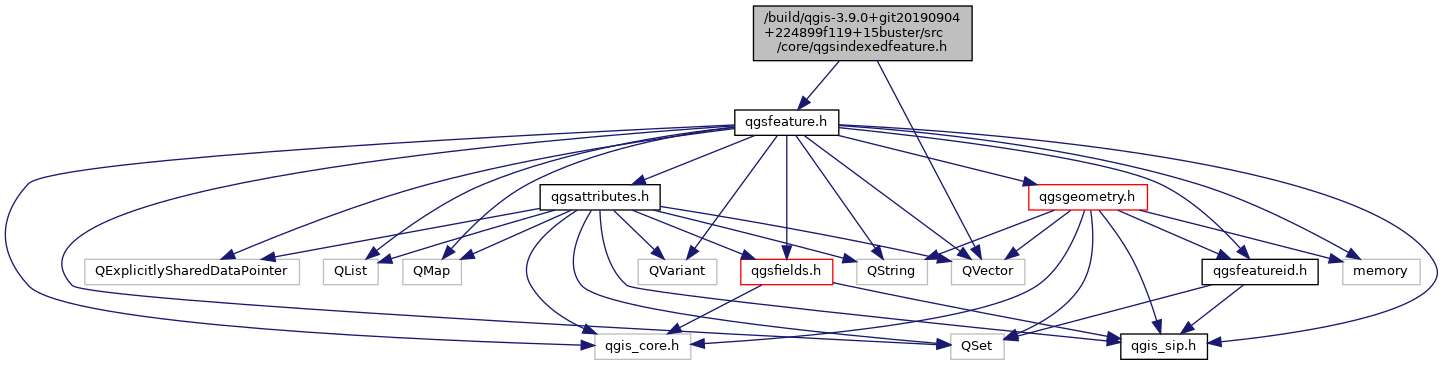 /build/qgis-3.9.0+git20190904
+224899f119+15buster/src
/core/qgsindexedfeature.h
qgsfeature.h
qgsattributes.h
qgsgeometry.h
QExplicitlySharedDataPointer
QList
QMap
QVariant
qgsfields.h
QString
QVector
qgsfeatureid.h
memory
qgis_core.h
QSet
qgis_sip.h